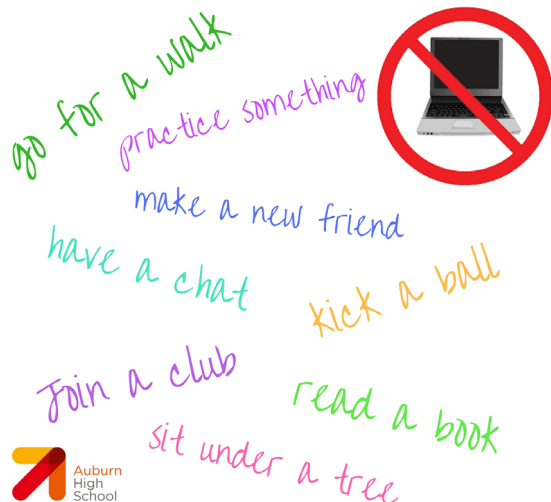 go for a walk
practice something
make a new friend
have a chat
kick a ball
Join a club
read a book
sit under a tree
Auburn
High
School